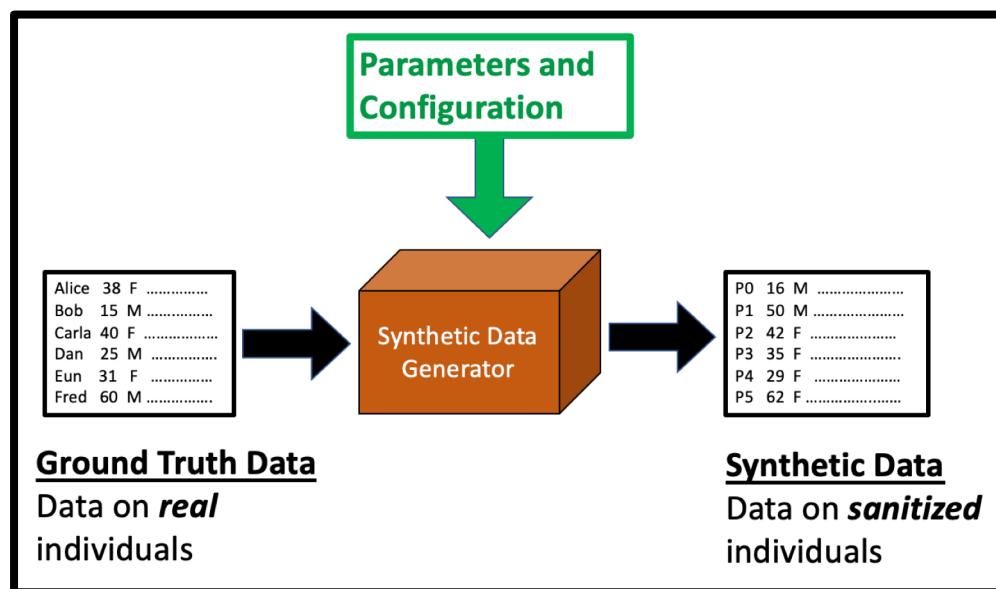 Parameters and
Configuration
Alice 38 F ...............
Bob 15 M ................
Carla 40 F ................
Dan 25 M ................
Eun 31 F ...............
Fred 60 M ................
Synthetic Data
Generator
P0 16 M ....................
P1 50 M .....................
P2 42 F ....................
P3 35 F .....................
P4 29 F .....................
P5 62 F ......................
Ground Truth Data
Data on real
individuals
Synthetic Data
Data on sanitized
individuals